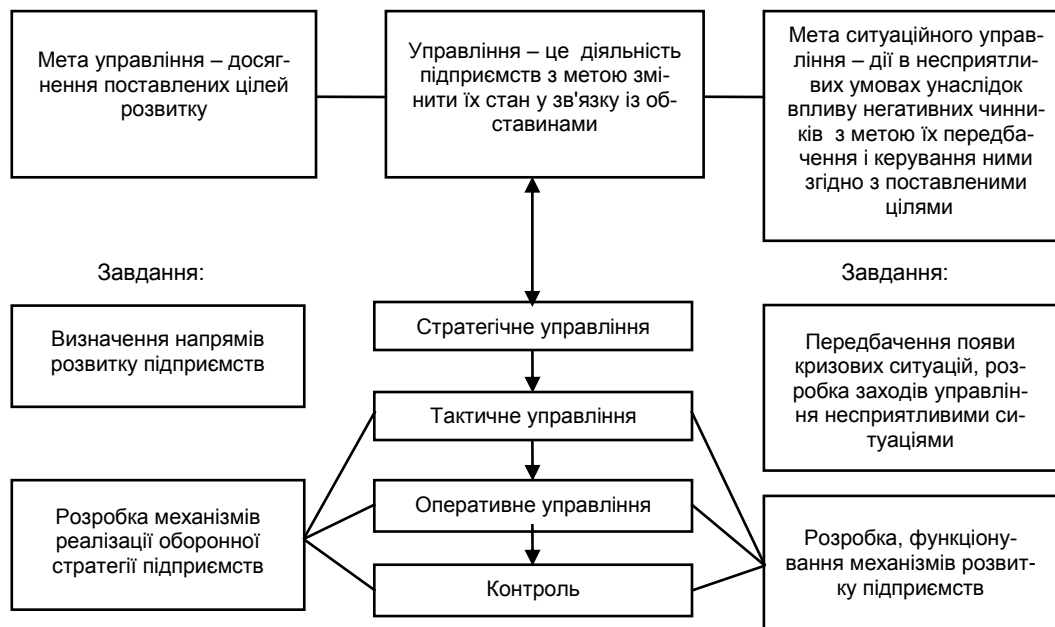 Мета управління – досяг-
нення поставлених цілей
розвитку
Управління – це діяльність
підприємств з метою змі-
нити їх стан у зв'язку із об-
ставинами
Мета ситуаційного управ-
ління – дії в несприятли-
вих умовах унаслідок
впливу негативних чинни-
ків з метою їх передба-
чення і керування ними
згідно з поставленими
цілями
Завдання:
Завдання:
Визначення напрямів
розвитку підприємств
Стратегічне управління
Передбачення появи
кризових ситуацій, роз-
робка заходів управлін-
ня несприятливими си-
туаціями
Тактичне управління
Розробка механізмів
реалізації оборонної
стратегії підприємств
Оперативне управління
Контроль
Розробка, функціону-
вання механізмів розвит-
ку підприємств